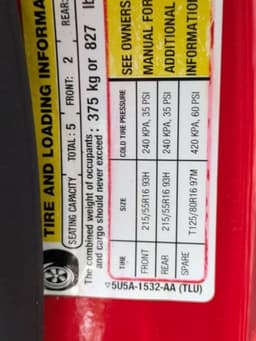 TIRE AND LOADING INFORMA
SEATING CAPACITY TOTAL: 5 FRONT: 2 REAR:
The combined weight of occupants
and cargo should never exceed : 375 kg or 827 lb
TIRE SIZE COLD TIRE PRESSURE
FRONT 215/55R16 93H 240 KPA, 35 PSI
REAR 215/55R16 93H 240 KPA, 35 PSI
SPARE T125/80R16 97M 420 KPA, 60 PSI
SEE OWNERS
MANUAL FOR
ADDITIONAL
INFORMATION
5U5A-1532-AA (TLU)